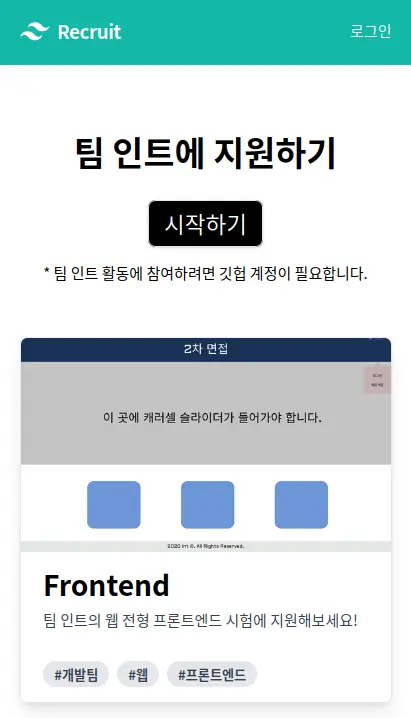 Recruit
로그인
팀 인트에 지원하기
시작하기
* 팀 인트 활동에 참여하려면 깃헙 계정이 필요합니다.
2차 면접
로그인
이 곳에 캐러셀 슬라이더가 들어가야 합니다.
2020 Int ©. All Rights Reserved.
Frontend
팀 인트의 웹 전형 프론트엔드 시험에 지원해보세요!
#개발팀
#웹
#프론트엔드